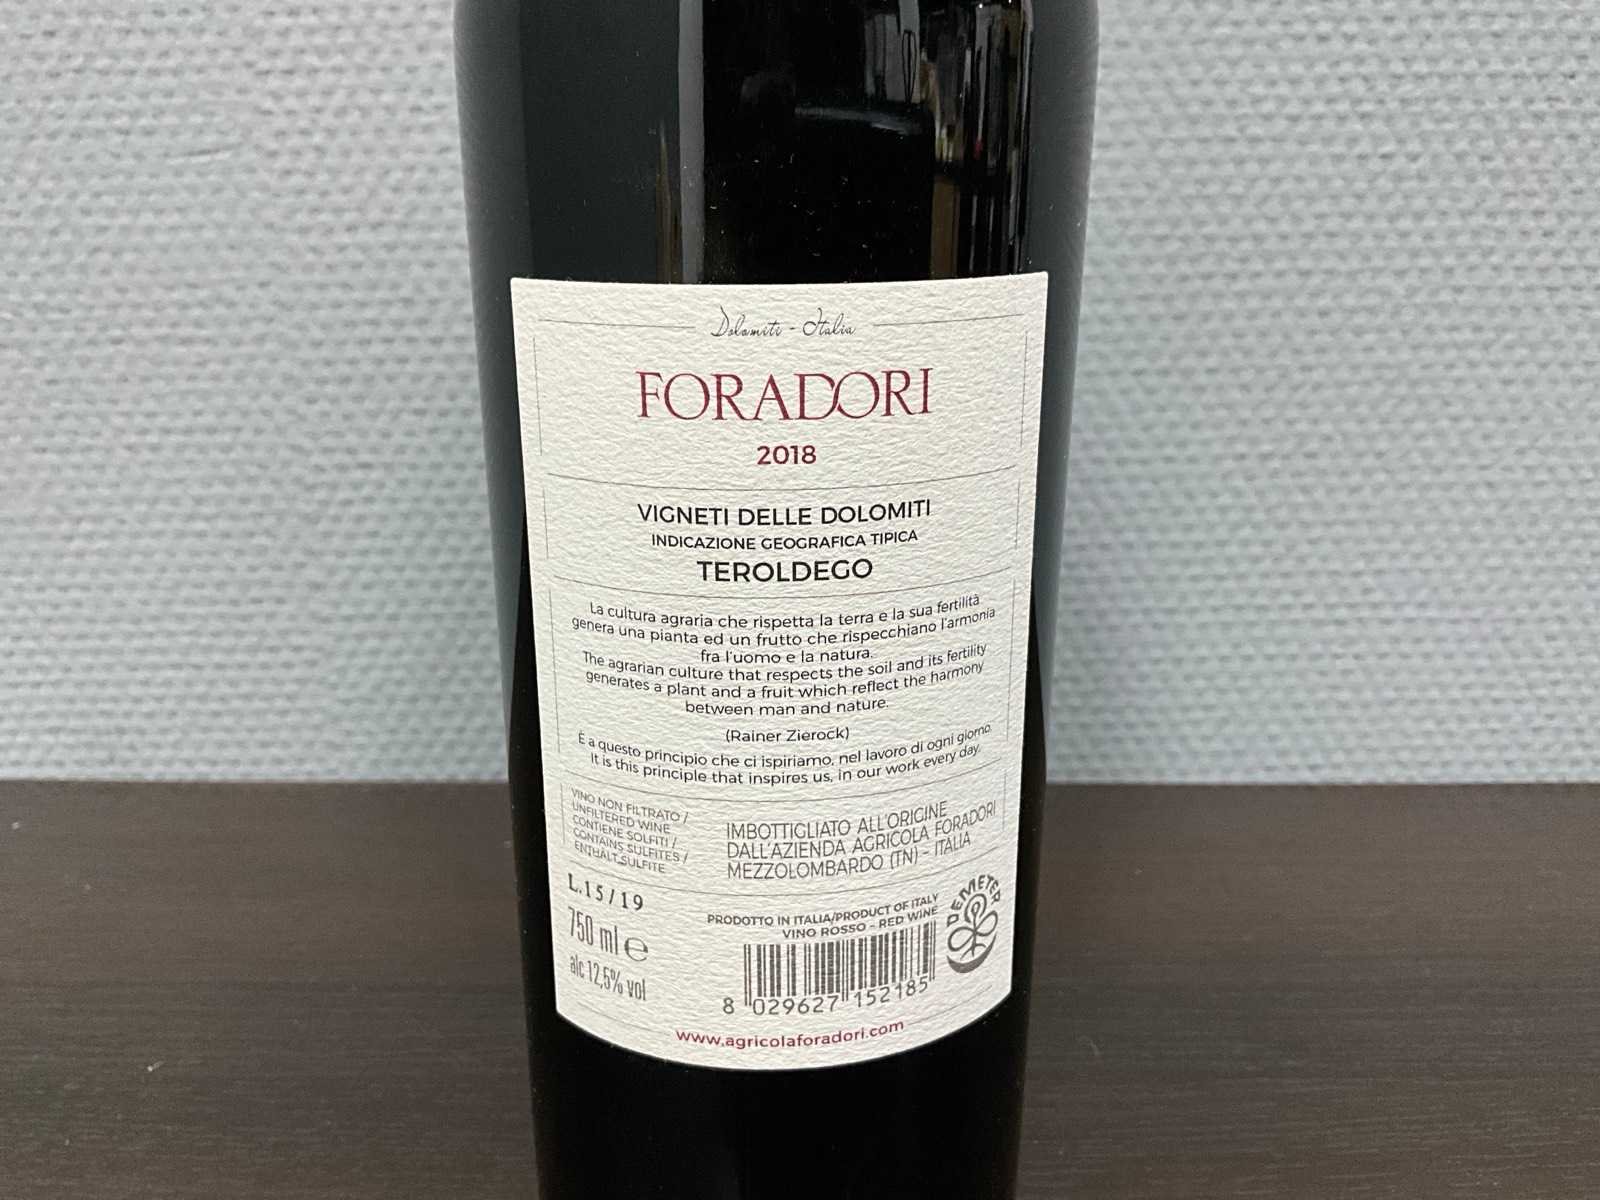 Dolomiti - Italia
FORADORI
2018
VIGNETI DELLE DOLOMITI
INDICAZIONE GEOGRAFICA TIPICA
TEROLDEGO
La cultura agraria che rispetta la terra e la sua fertilità
genera una pianta ed un frutto che rispecchiano l'armonia
fra l'uomo e la natura.
The agrarian culture that respects the soil and its fertility
generates a plant and a fruit which reflect the harmony
between man and nature.
(Rainer Zierock)
È a questo principio che ci ispiriamo, nel lavoro di ogni giorno.
It is this principle that inspires us, in our work every day.
VINO NON FILTRATO /
UNFILTERED WINE
CONTIENE SOLFITI /
CONTAINS SULFITES /
ENTHÄLT SULFITE
IMBOTTIGLIATO ALL'ORIGINE
DALL'AZIENDA AGRICOLA FORADORI
MEZZOLOMBARDO (TN) - ITALIA
L.15/19
750 ml e
alc 12,5% vol
PRODOTTO IN ITALIA/PRODUCT OF ITALY
VINO ROSSO - RED WINE
DEMETER
8 029627 152185
www.agricolaforadori.com